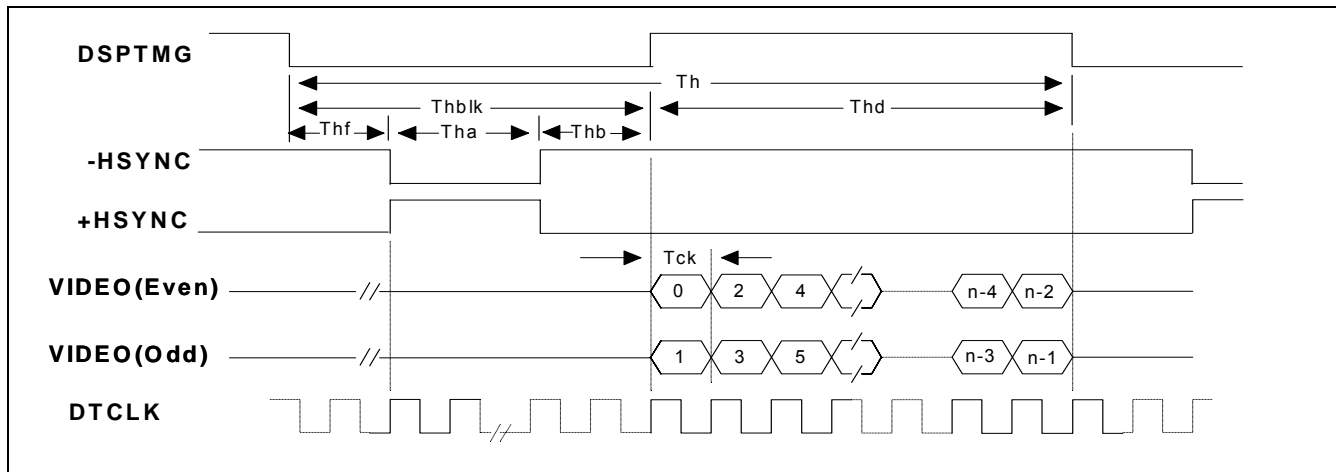 DSPTMG
Th
Thblk
Thd
Thf
Tha
Thb
-HSYNC
+HSYNC
Tck
VIDEO(Even)
0 2 4 n-4 n-2
VIDEO(Odd)
1 3 5 n-3 n-1
DTCLK